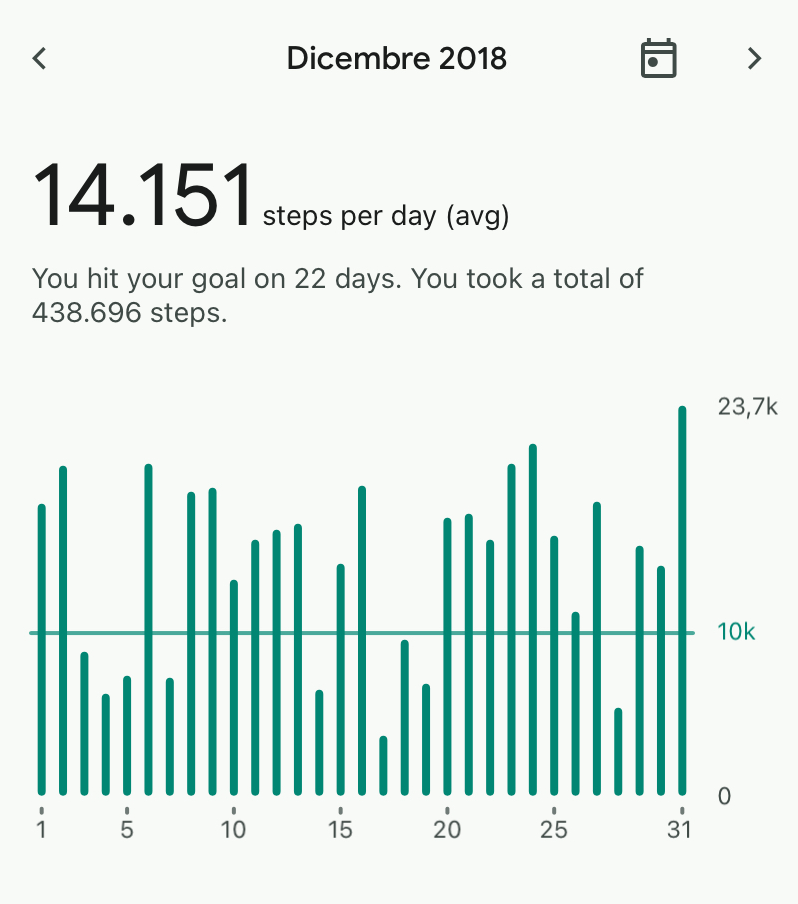 Dicembre 2018
14.151 steps per day (avg)
You hit your goal on 22 days. You took a total of
438.696 steps.
23,7k
10k
0
1 5 10 15 20 25 31